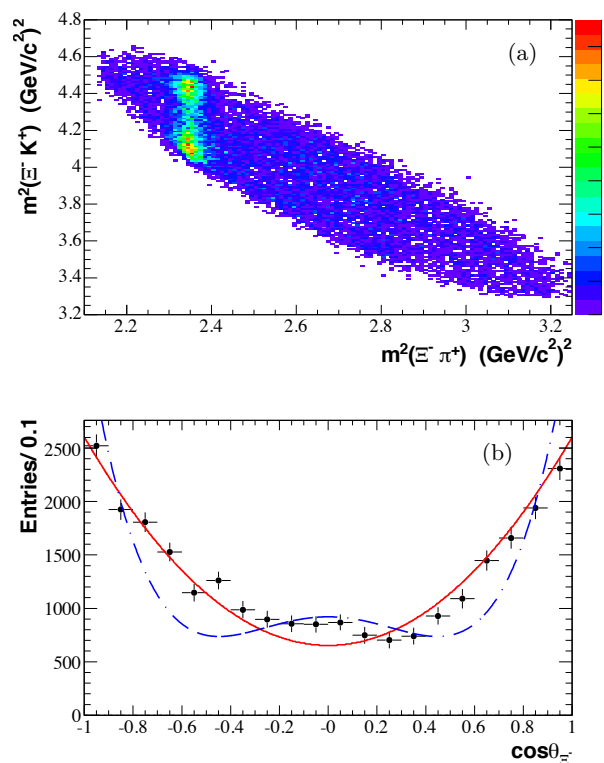 m²(Ξ⁻ K⁺) (GeV/c²)²
4.8
4.6
4.4
4.2
4
3.8
3.6
3.4
3.2
(a)
2.2 2.4 2.6 2.8 3 3.2
m²(Ξ⁻ π⁺) (GeV/c²)²
Entries/ 0.1
2500
2000
1500
1000
500
0
(b)
-1 -0.8 -0.6 -0.4 -0.2 -0 0.2 0.4 0.6 0.8 1
cosθ_Ξ⁻